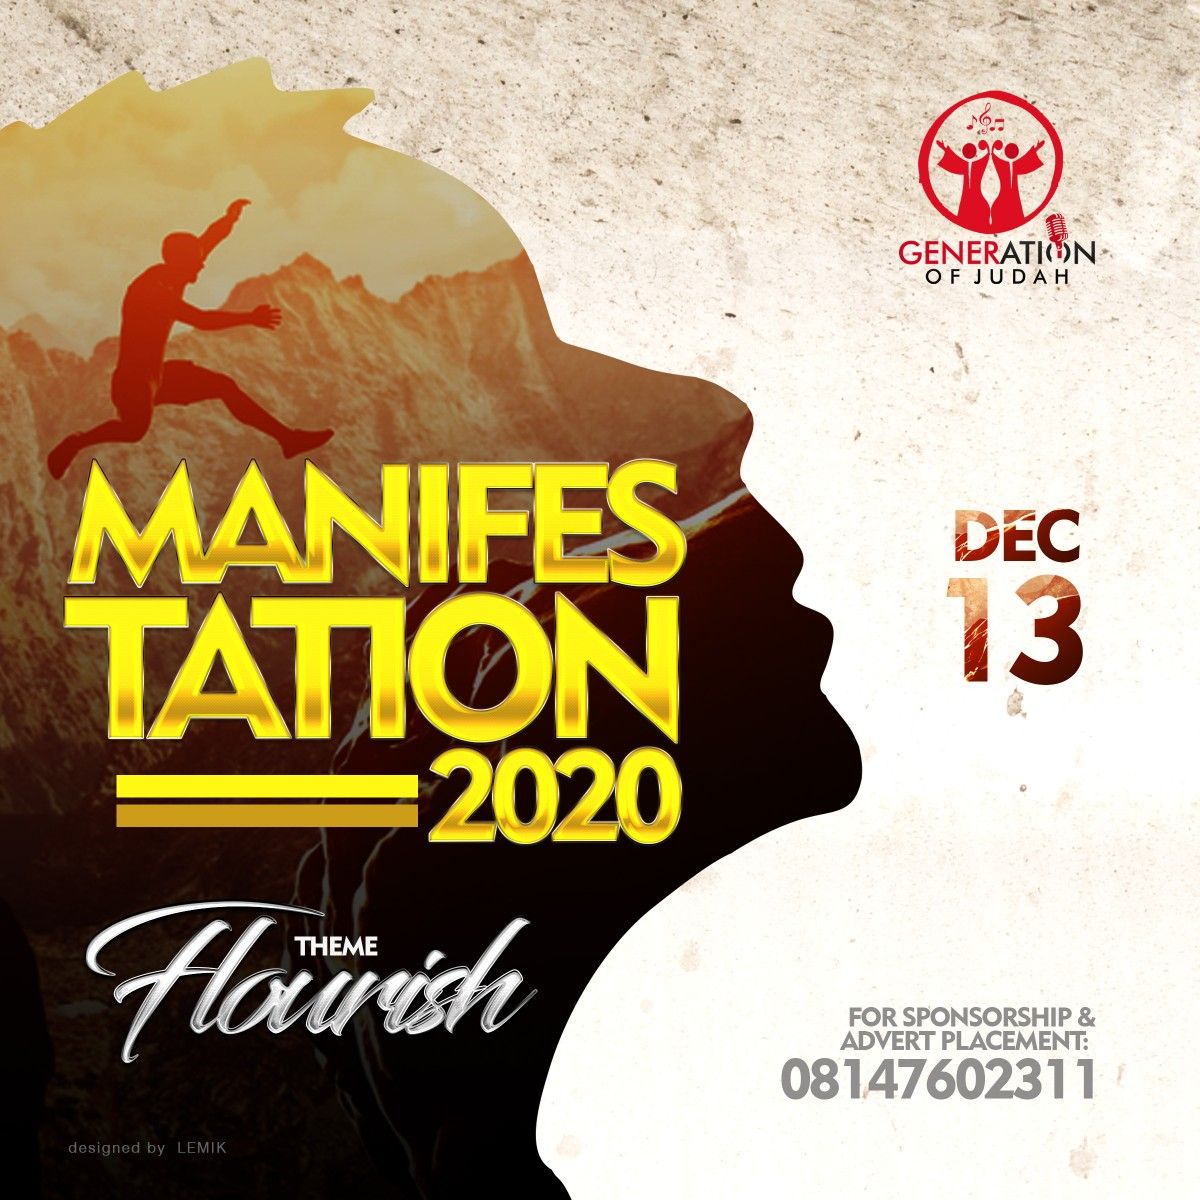 GENERATION
OF JUDAH
MANIFES
TATION
2020
DEC
13
THEME
Flourish
FOR SPONSORSHIP &
ADVERT PLACEMENT:
08147602311
designed by LEMIK